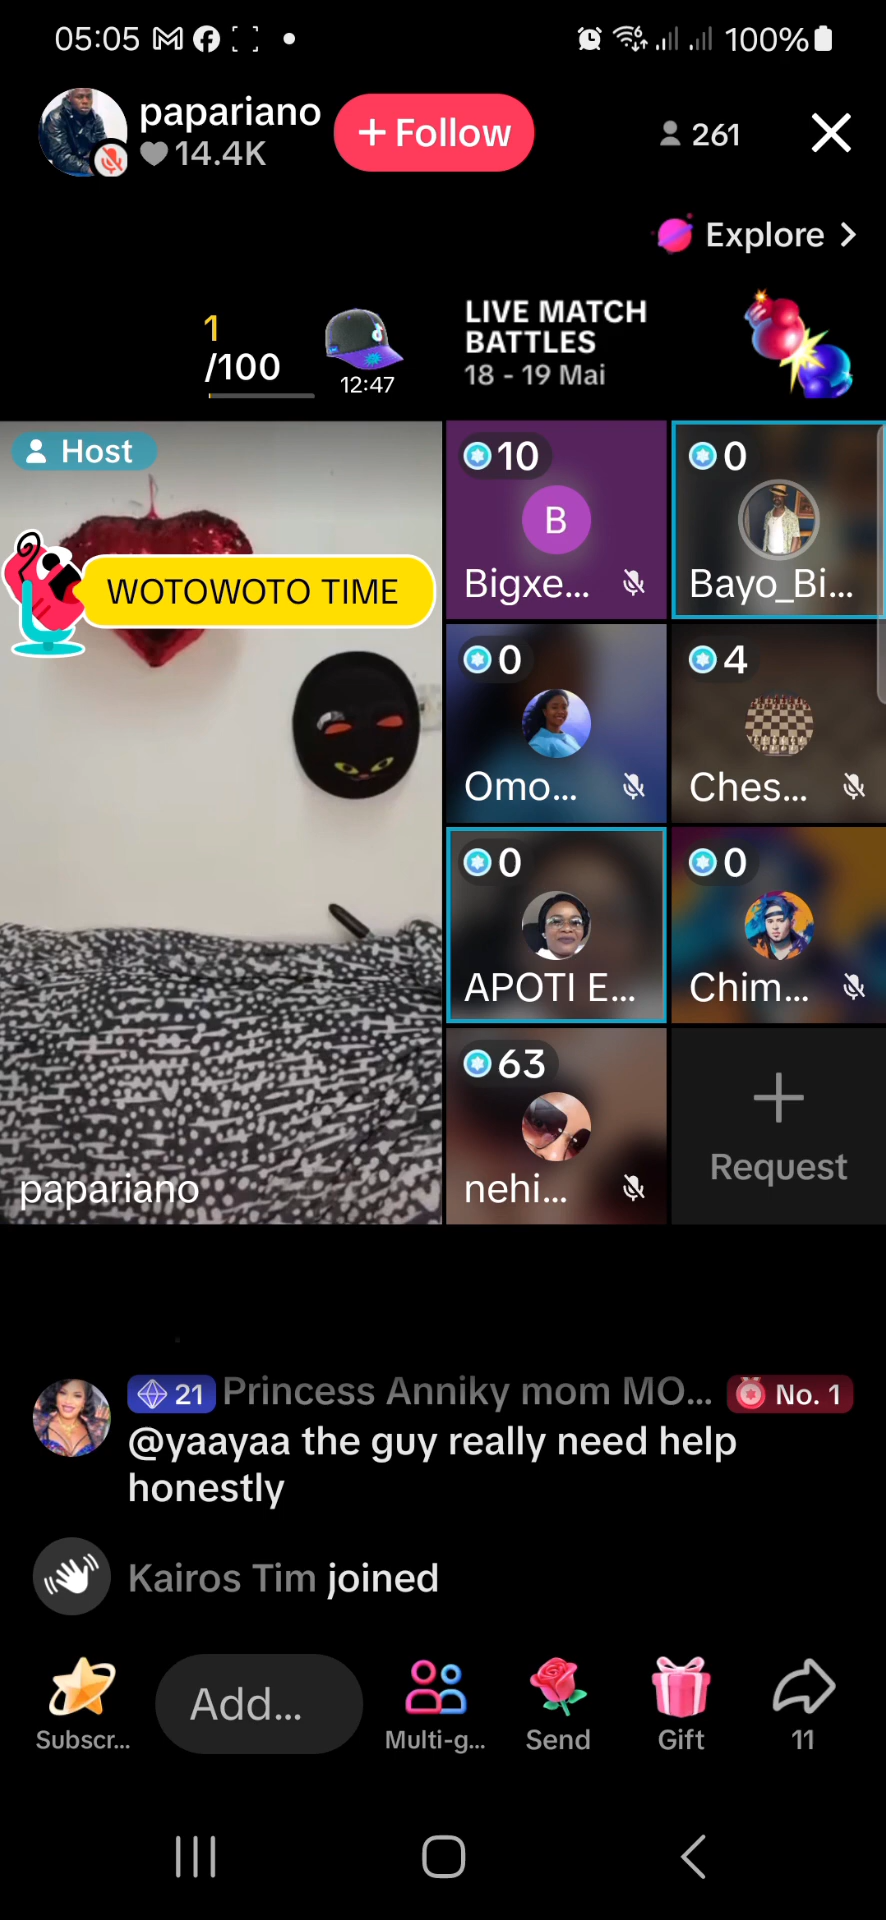 05:05
100%
papariano
14.4K
+ Follow
261
Explore
1
/100
12:47
LIVE MATCH
BATTLES
18 - 19 Mai
Host
WOTOWOTO TIME
papariano
10
B
Bigxe...
0
Bayo_Bi...
0
Omo...
4
Ches...
0
APOTI E...
0
Chim...
63
nehi...
Request
21 Princess Anniky mom MO... No. 1
@yaayaa the guy really need help
honestly
Kairos Tim joined
Add...
Subscr...
Multi-g...
Send
Gift
11